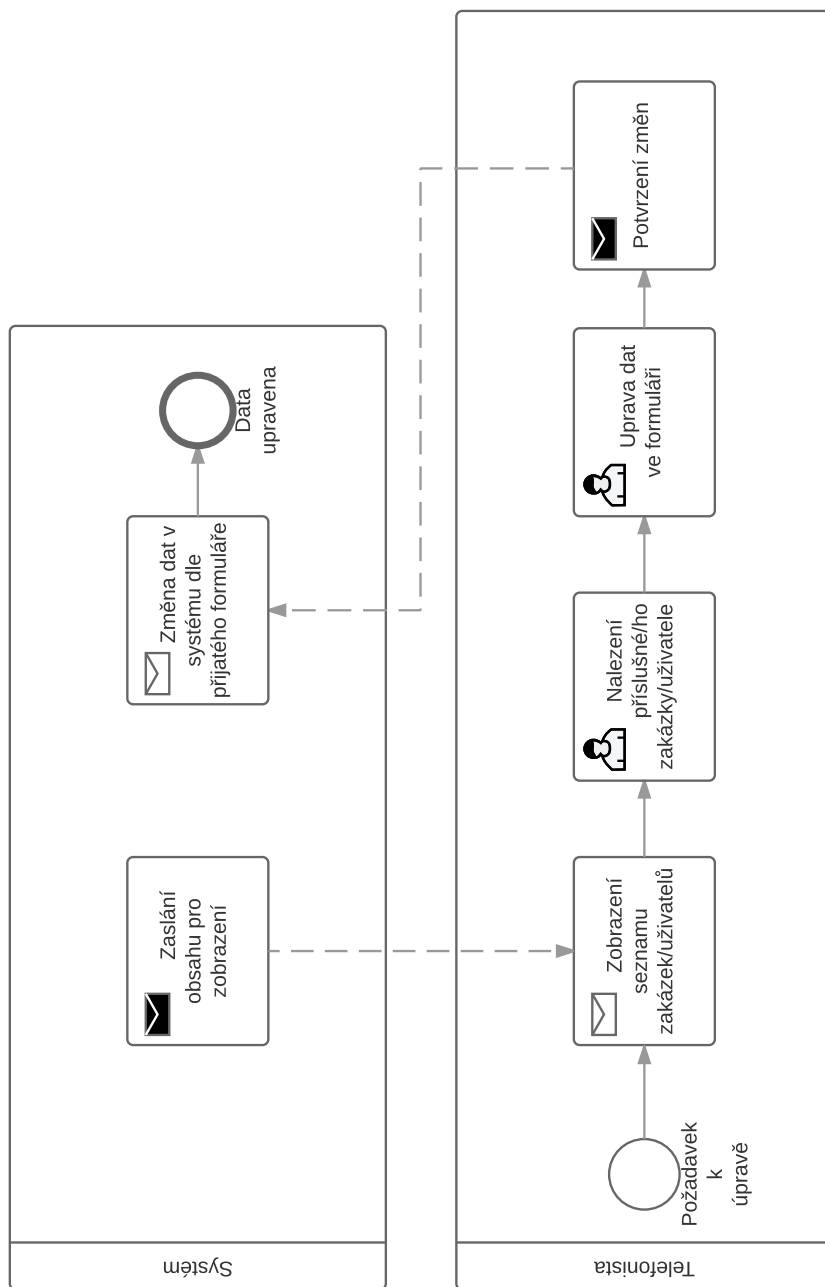 Systém
Zaslání
obsahu pro
zobrazení
Změna dat v
systému dle
přijatého formuláře
Data
upravena
Telefonista
Požadavek
k
úpravě
Zobrazení
seznamu
zakázek/uživatelů
Nalezení
příslušné/ho
zakázky/uživatele
Uprava dat
ve formuláři
Potvrzení změn